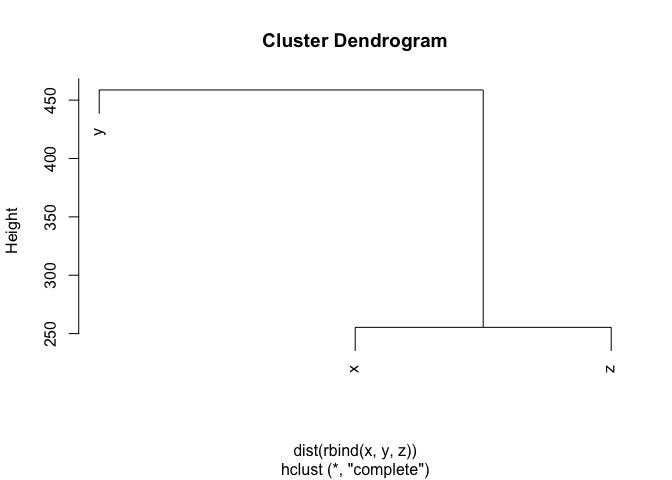 Cluster Dendrogram
Height
450
400
350
300
250
y
x
z
dist(rbind(x, y, z))
hclust (*, "complete")